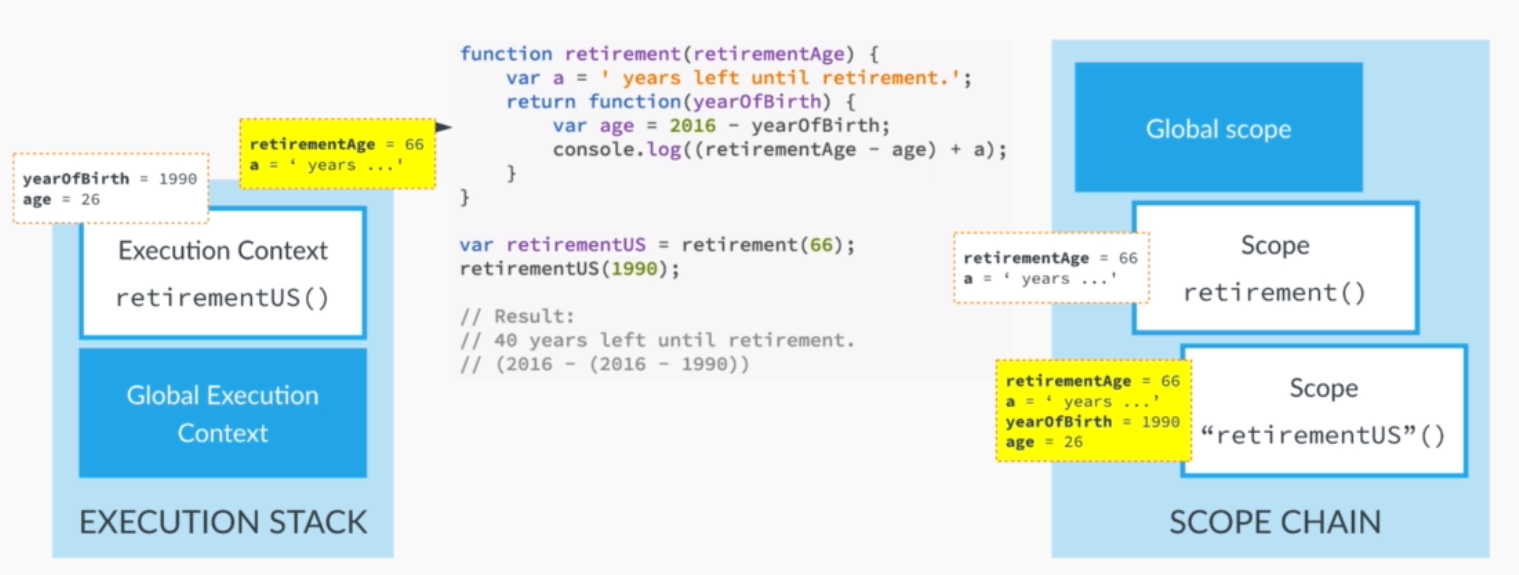 yearOfBirth = 1990
age = 26
retirementAge = 66
a = ‘ years ...'
Execution Context
retirementUS()
Global Execution
Context
EXECUTION STACK
function retirement(retirementAge) {
    var a = ' years left until retirement.';
    return function(yearOfBirth) {
        var age = 2016 - yearOfBirth;
        console.log((retirementAge - age) + a);
    }
}
var retirementUS = retirement(66);
retirementUS(1990);
// Result:
// 40 years left until retirement.
// (2016 - (2016 - 1990))
Global scope
retirementAge = 66
a = ‘ years ...'
Scope
retirement()
retirementAge = 66
a = ‘ years ...’
yearOfBirth = 1990
age = 26
Scope
“retirementUS”()
SCOPE CHAIN